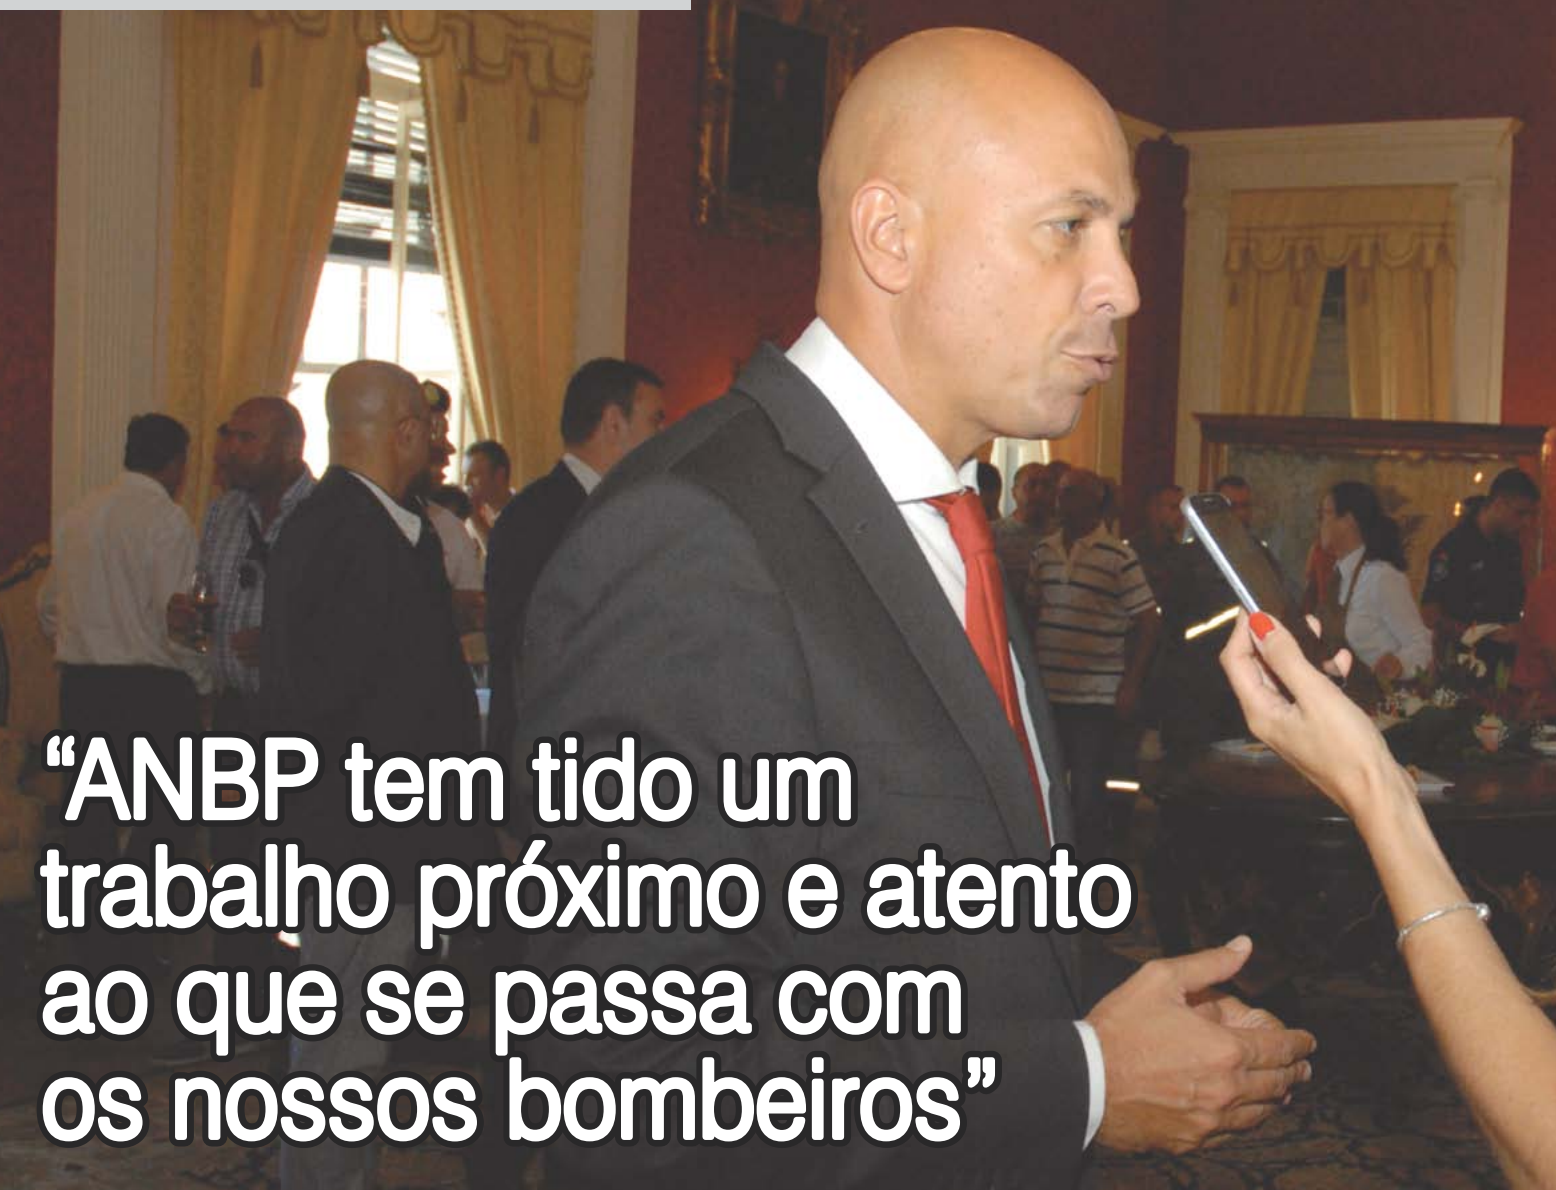 “ANBP tem tido um
trabalho próximo e atento
ao que se passa com
os nossos bombeiros”